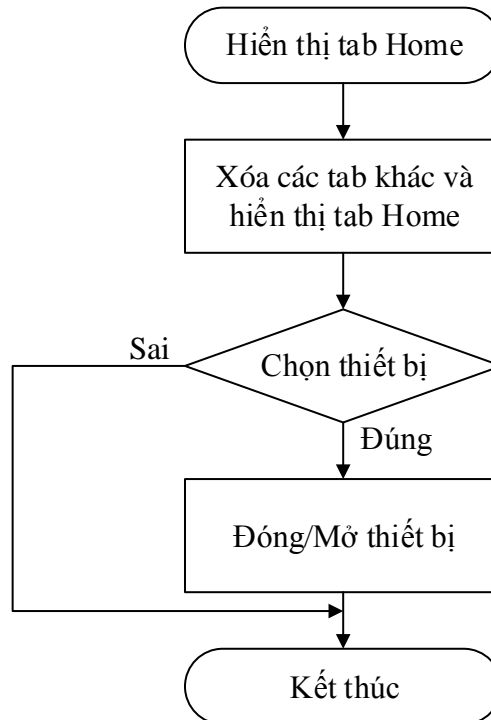 Hiển thị tab Home
Xóa các tab khác và
hiển thị tab Home
Sai
Chọn thiết bị
Đúng
Đóng/Mở thiết bị
Kết thúc